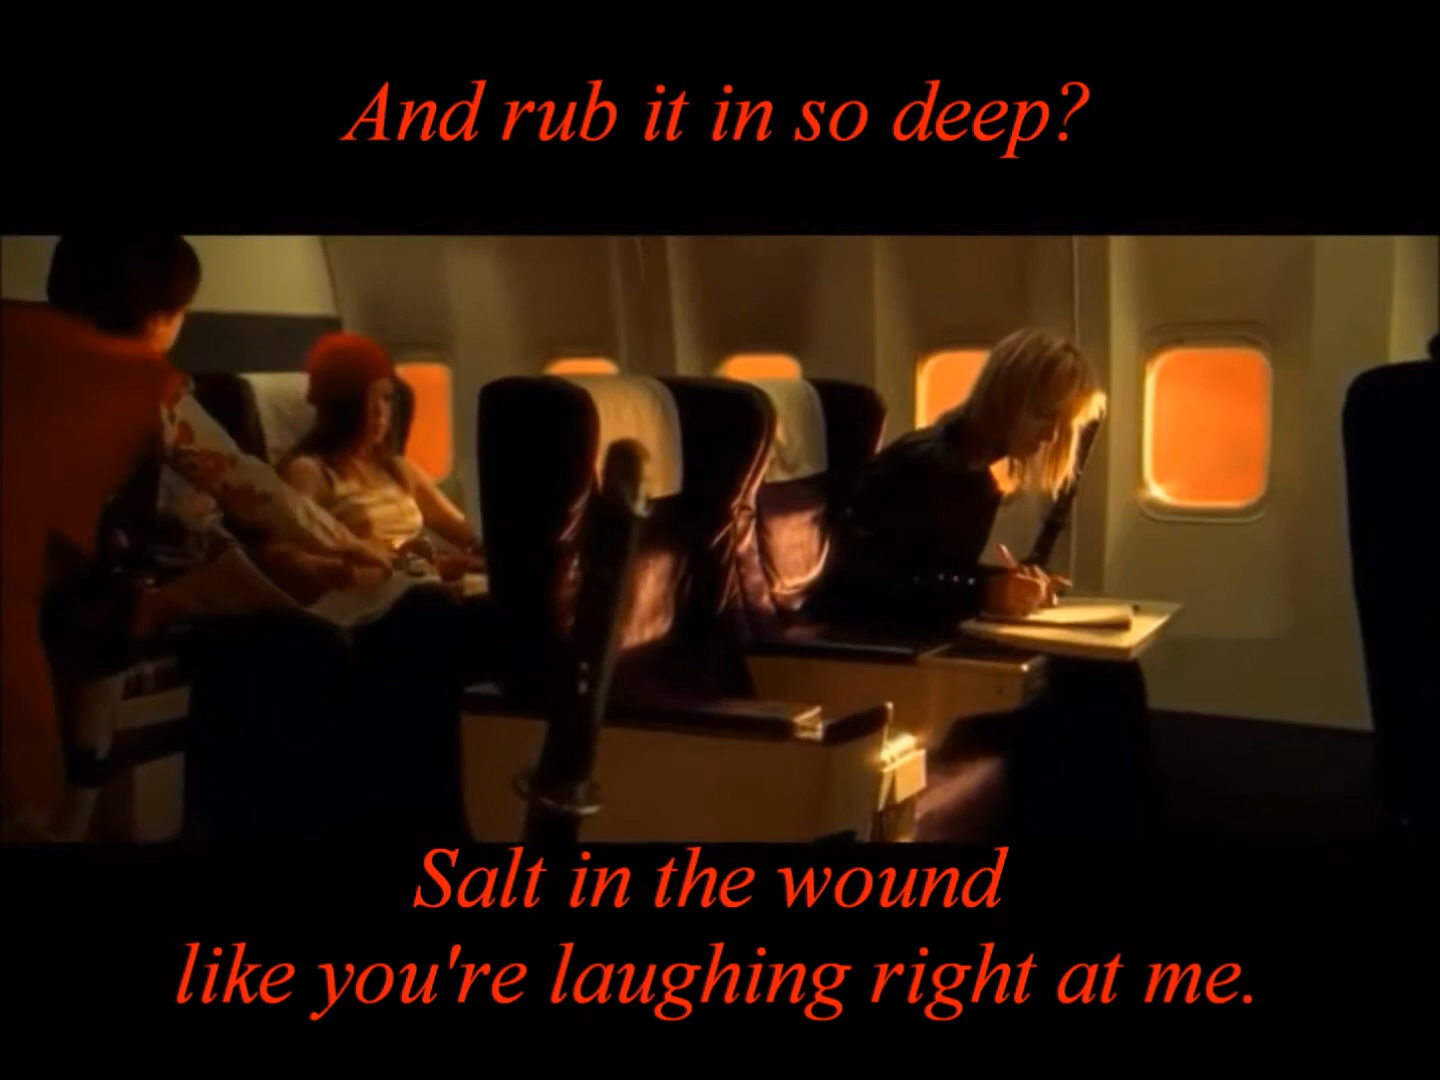 And rub it in so deep?
Salt in the wound
like you're laughing right at me.